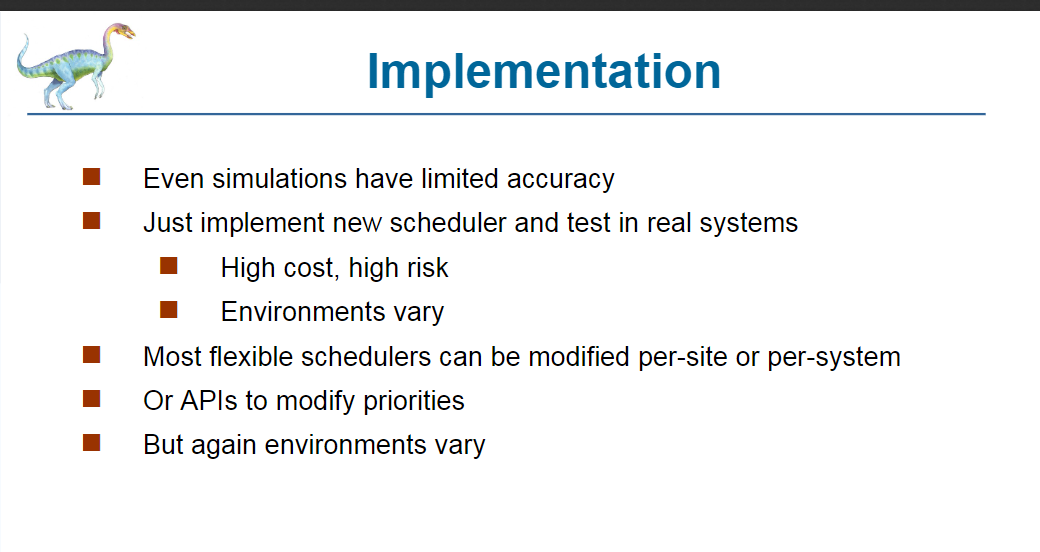 Implementation
Even simulations have limited accuracy
Just implement new scheduler and test in real systems
High cost, high risk
Environments vary
Most flexible schedulers can be modified per-site or per-system
Or APIs to modify priorities
But again environments vary